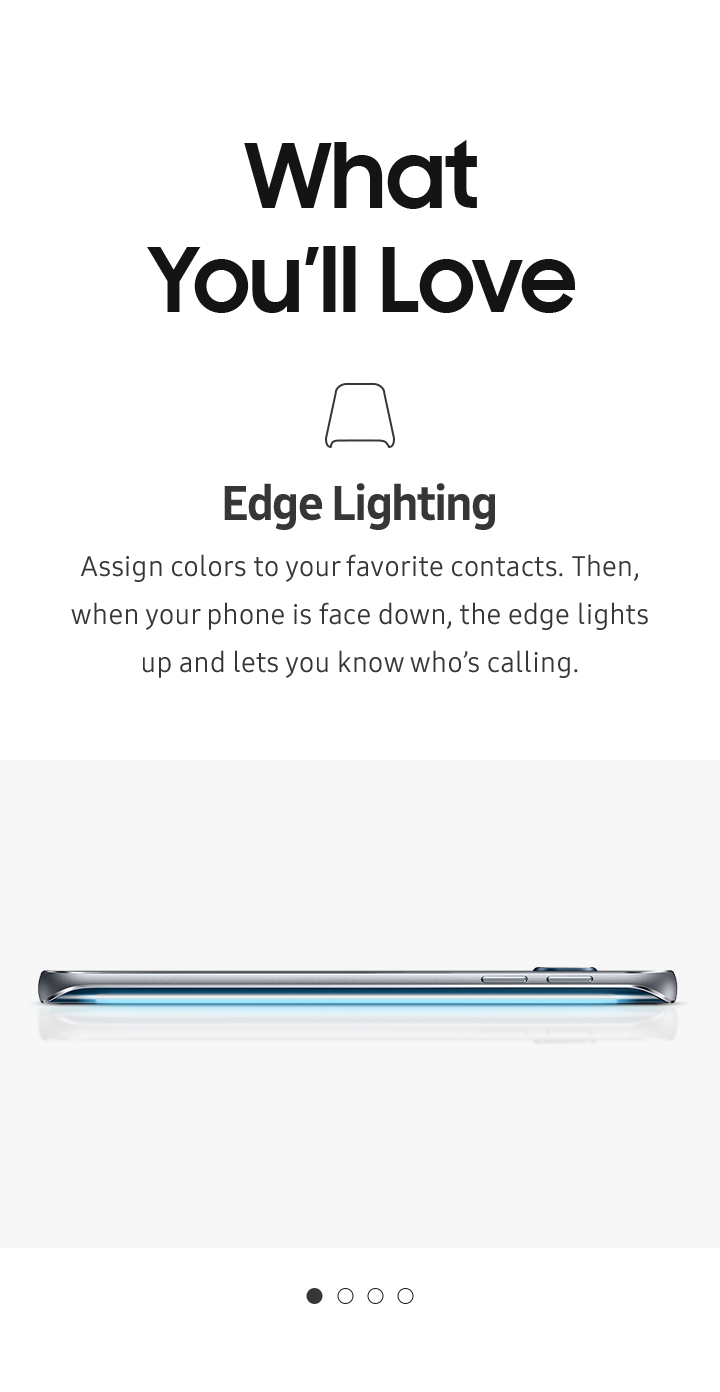 What
You’ll Love
Edge Lighting
Assign colors to your favorite contacts. Then,
when your phone is face down, the edge lights
up and lets you know who’s calling.